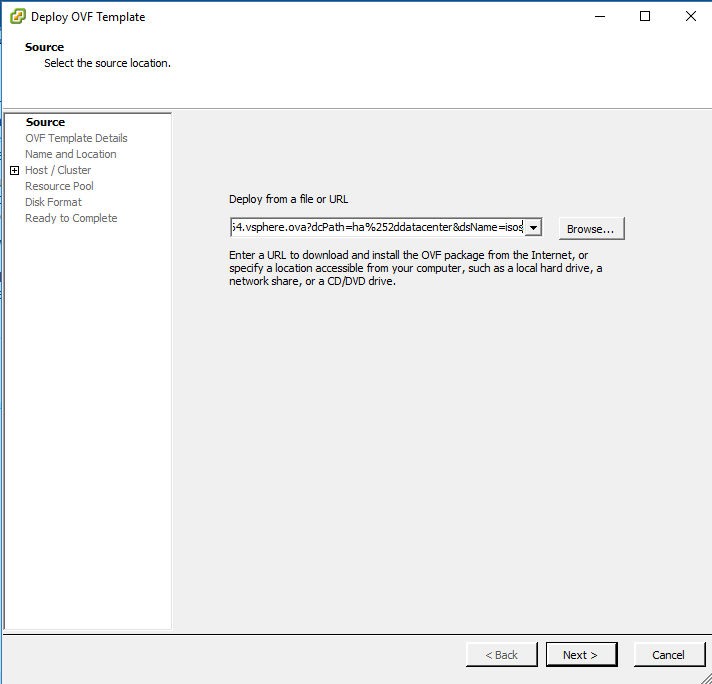 Deploy OVF Template
Source
Select the source location.
Source
OVF Template Details
Name and Location
Host / Cluster
Resource Pool
Disk Format
Ready to Complete
Deploy from a file or URL
54.vsphere.ova?dcPath=ha%252ddatacenter&dsName=isos
Browse...
Enter a URL to download and install the OVF package from the Internet, or
specify a location accessible from your computer, such as a local hard drive, a
network share, or a CD/DVD drive.
< Back
Next >
Cancel